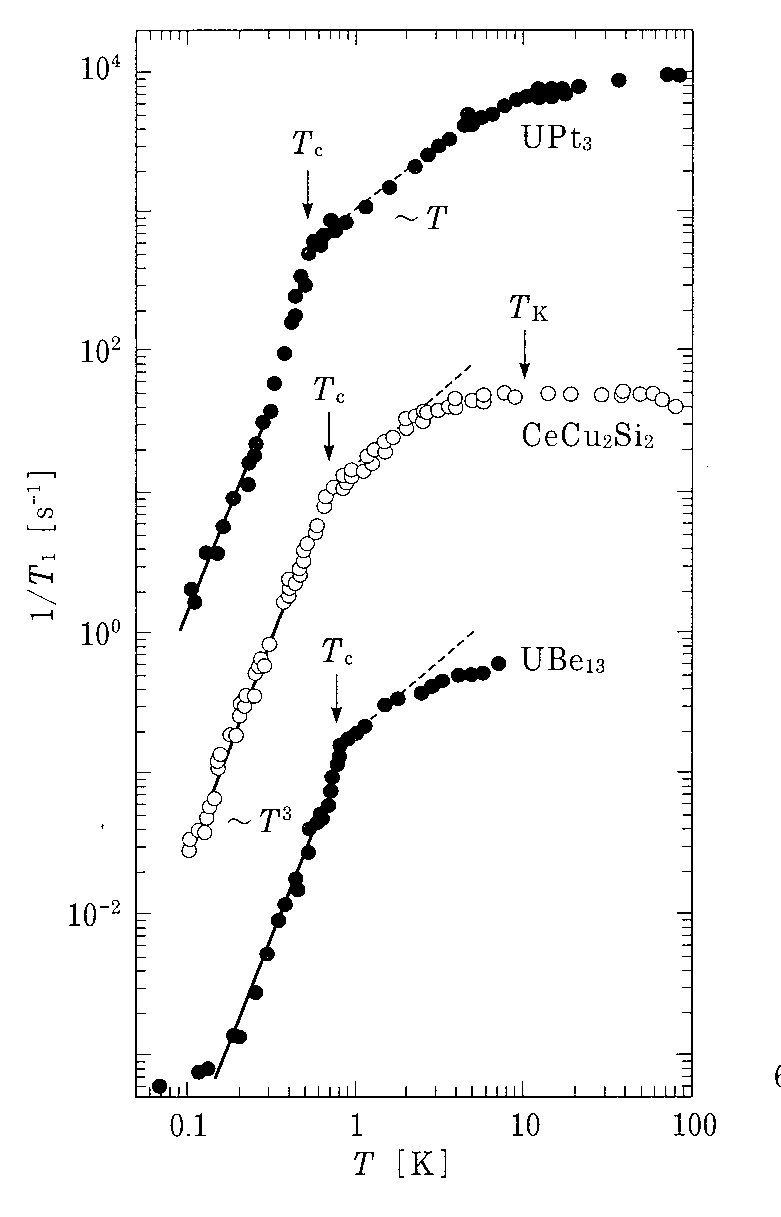 10⁴
UPt₃
T_c
~ T
T_K
10²
T_c
CeCu₂Si₂
1/T₁ [s⁻¹]
10⁰
T_c
UBe₁₃
~ T³
10⁻²
0.1 1 10 100
T [K]